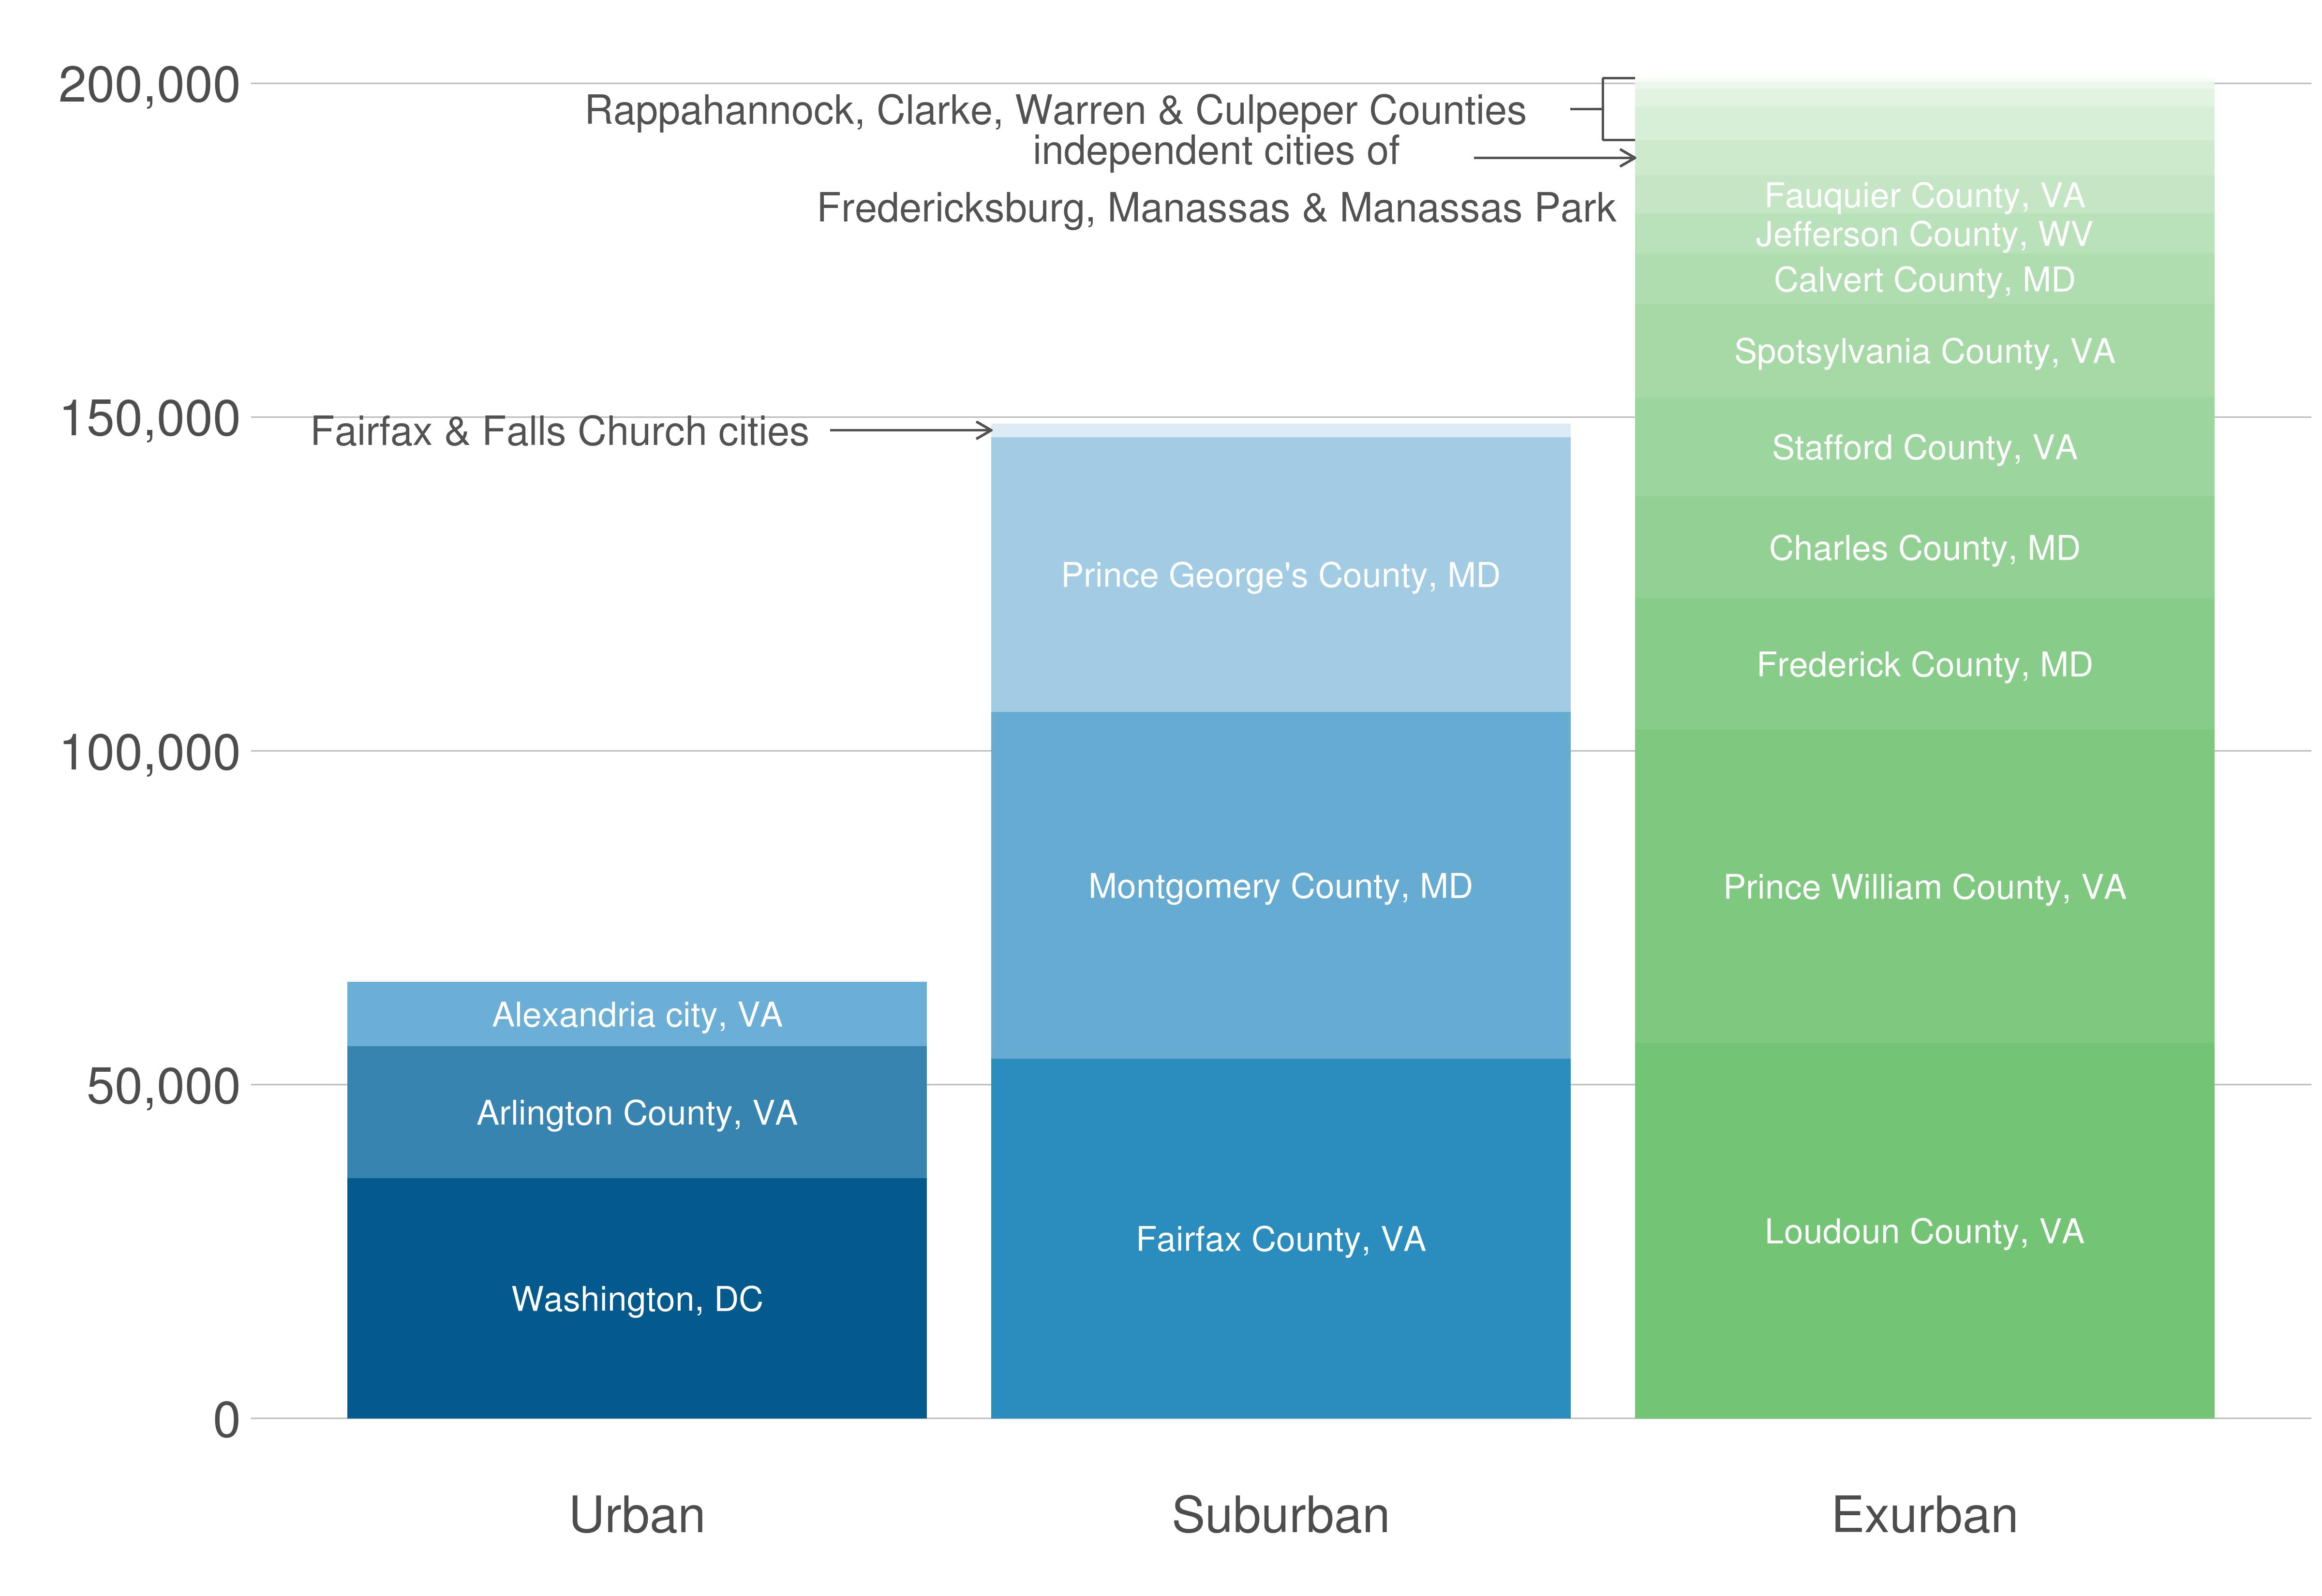 200,000
Rappahannock, Clarke, Warren & Culpeper Counties
independent cities of
Fredericksburg, Manassas & Manassas Park
Fauquier County, VA
Jefferson County, WV
Calvert County, MD
Spotsylvania County, VA
150,000
Fairfax & Falls Church cities
Stafford County, VA
Charles County, MD
Prince George's County, MD
Frederick County, MD
100,000
Montgomery County, MD
Prince William County, VA
Alexandria city, VA
50,000
Arlington County, VA
Fairfax County, VA
Loudoun County, VA
Washington, DC
0
Urban
Suburban
Exurban